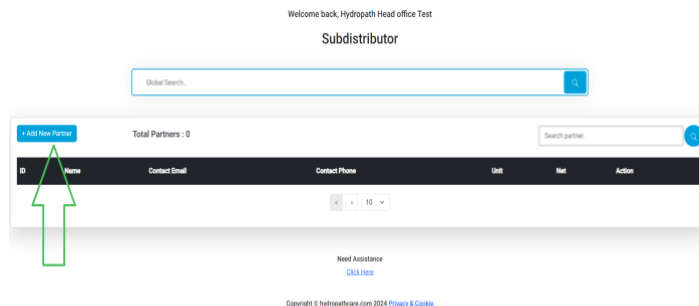 Welcome back, Hydropath Head office Test
Subdistributor
Global Search..
+ Add New Partner
Total Partners : 0
Search partner.
ID Name Contact Email Contact Phone Unit Net Action
« » 10
Need Assistance
Click Here
Copyright © hydropathcare.com 2024 Privacy & Cookie